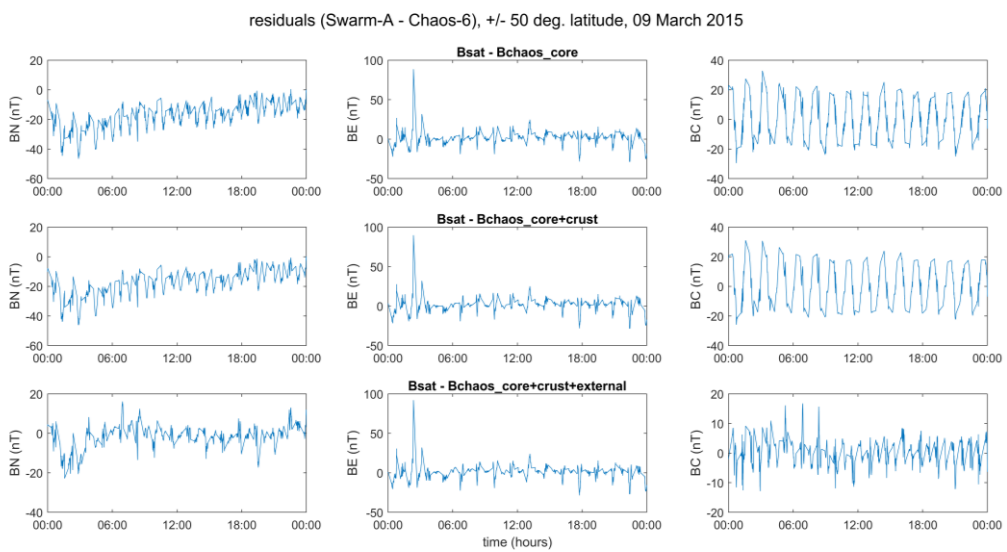 residuals (Swarm-A - Chaos-6), +/- 50 deg. latitude, 09 March 2015
Bsat - Bchaos_core
BN (nT)
20
0
-20
-40
-60
00:00 06:00 12:00 18:00 00:00
BE (nT)
100
50
0
-50
00:00 06:00 12:00 18:00 00:00
BC (nT)
40
20
0
-20
-40
00:00 06:00 12:00 18:00 00:00
Bsat - Bchaos_core+crust
BN (nT)
20
0
-20
-40
-60
00:00 06:00 12:00 18:00 00:00
BE (nT)
100
50
0
-50
00:00 06:00 12:00 18:00 00:00
BC (nT)
40
20
0
-20
-40
00:00 06:00 12:00 18:00 00:00
Bsat - Bchaos_core+crust+external
BN (nT)
20
0
-20
-40
00:00 06:00 12:00 18:00 00:00
BE (nT)
100
50
0
-50
00:00 06:00 12:00 18:00 00:00
time (hours)
BC (nT)
20
10
0
-10
-20
00:00 06:00 12:00 18:00 00:00